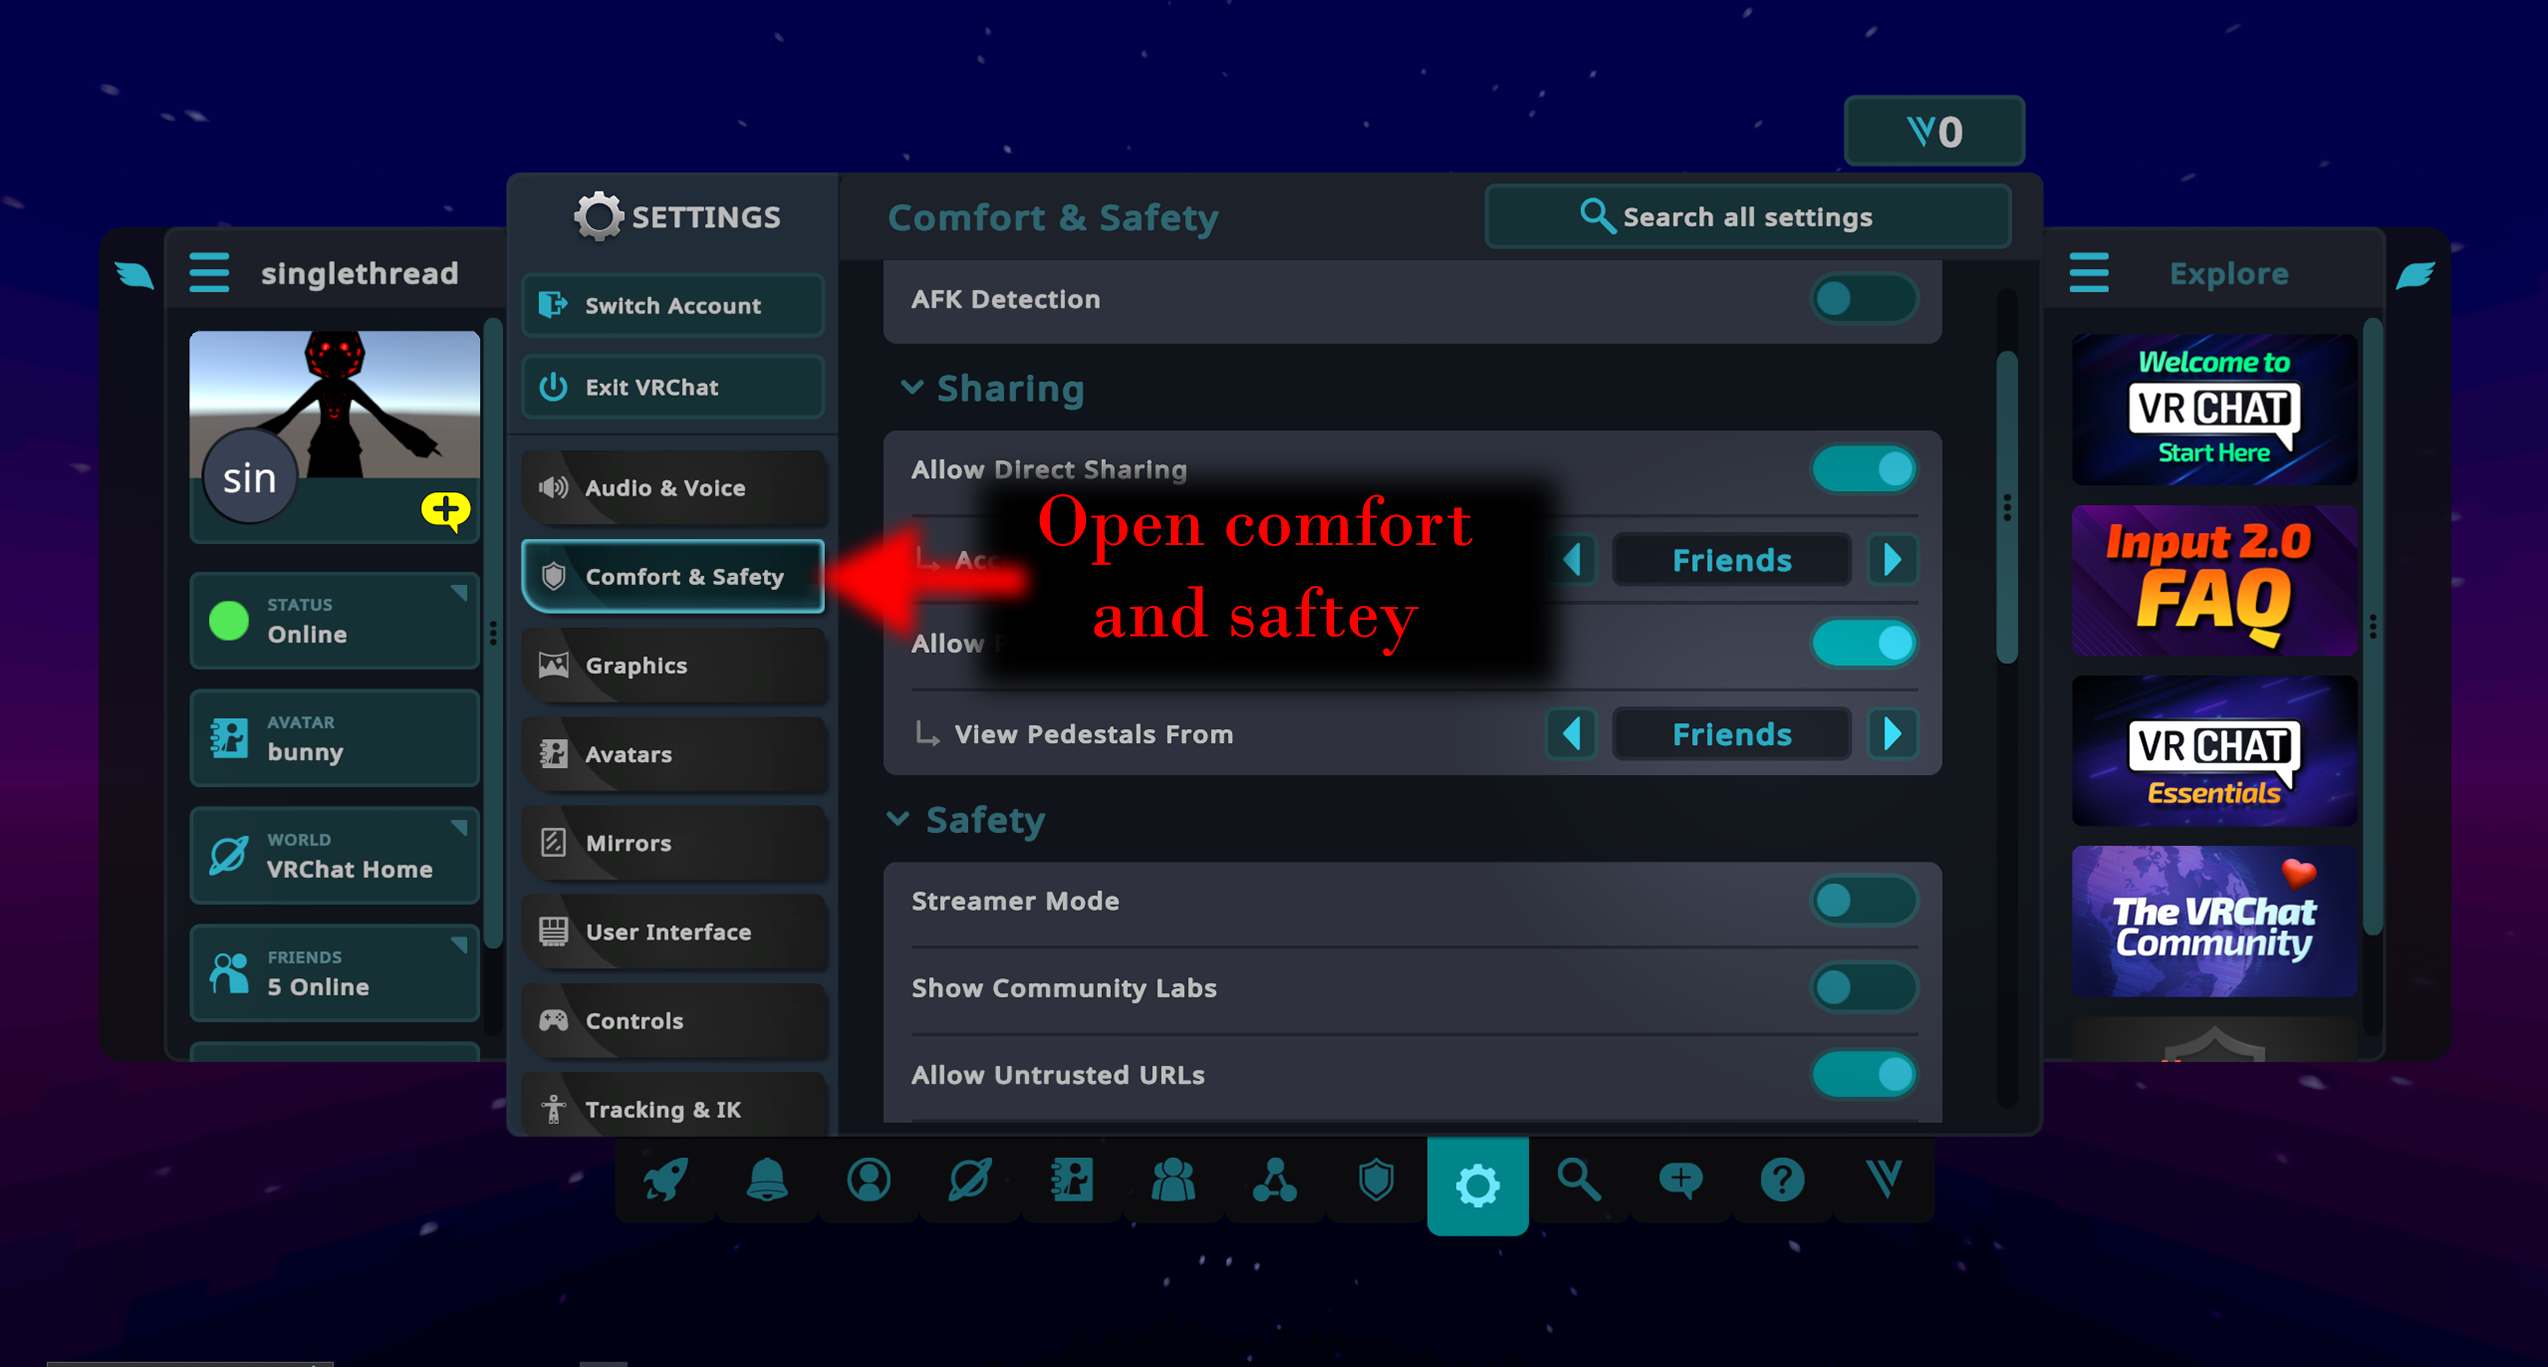 V0
SETTINGS
Comfort & Safety
Search all settings
singlethread
Explore
Switch Account
Exit VRChat
AFK Detection
Sharing
Welcome to
VRCHAT
Start Here
sin
Audio & Voice
Allow Direct Sharing
Open comfort
and saftey
Comfort & Safety
Friends
Allow
Input 2.0
FAQ
STATUS
Online
Graphics
AVATAR
bunny
Avatars
View Pedestals From
Friends
VRCHAT
Essentials
WORLD
VRChat Home
Mirrors
Safety
Streamer Mode
The VRChat
Community
User Interface
FRIENDS
5 Online
Show Community Labs
Controls
Allow Untrusted URLs
Tracking & IK